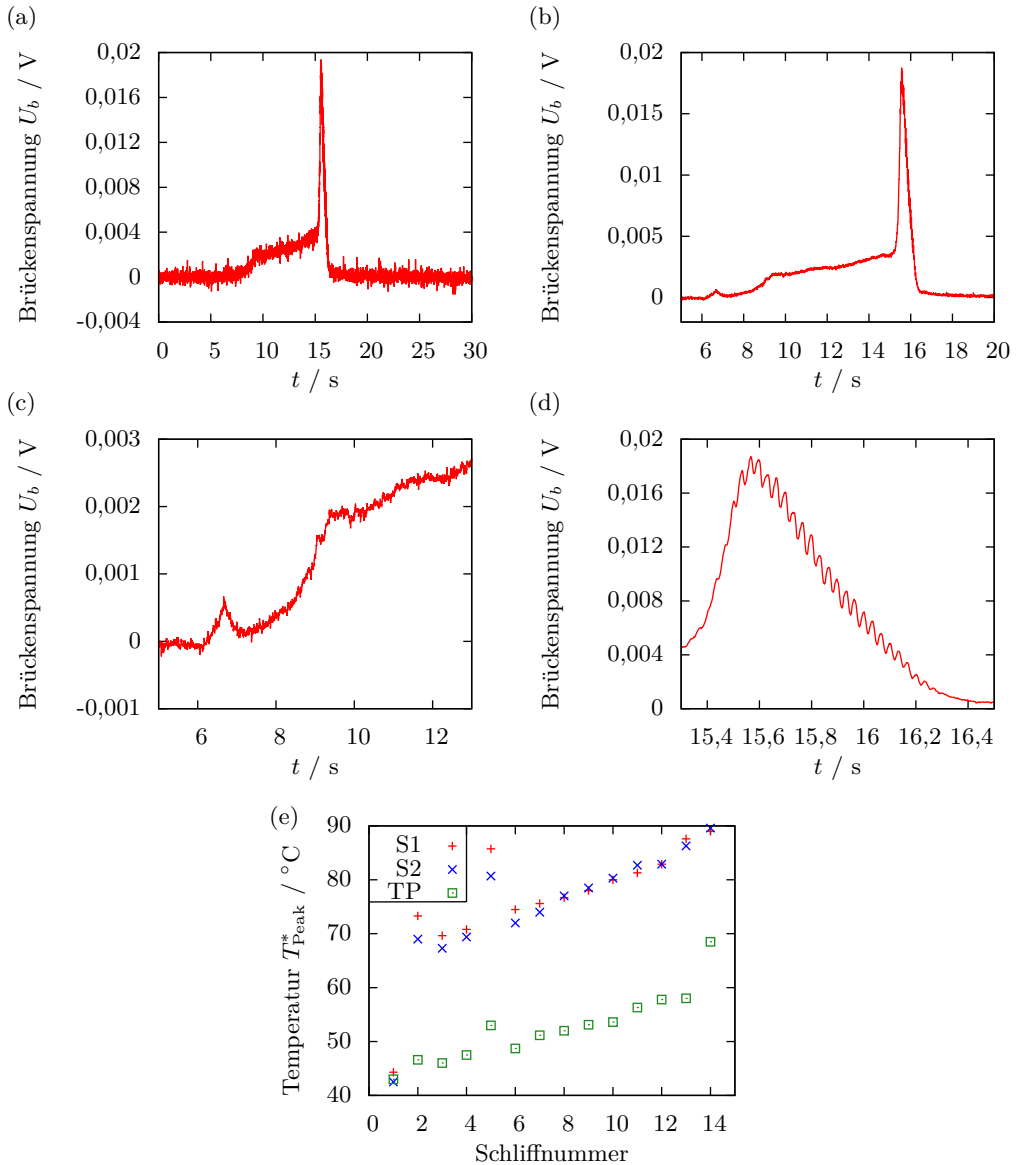 (a)
Brückenspannung U_b / V
0,02
0,016
0,012
0,008
0,004
0
-0,004
0 5 10 15 20 25 30
t / s
(b)
Brückenspannung U_b / V
0,02
0,015
0,01
0,005
0
6 8 10 12 14 16 18 20
t / s
(c)
Brückenspannung U_b / V
0,003
0,002
0,001
0
-0,001
6 8 10 12
t / s
(d)
Brückenspannung U_b / V
0,02
0,016
0,012
0,008
0,004
0
15,4 15,6 15,8 16 16,2 16,4
t / s
(e)
Temperatur T*_Peak / °C
90
80
70
60
50
40
S1
S2
TP
0 2 4 6 8 10 12 14
Schliffnummer